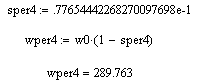 sper4 := .77654442268270097698e-1
wper4 := w0·(1 − sper4)
wper4 = 289.763